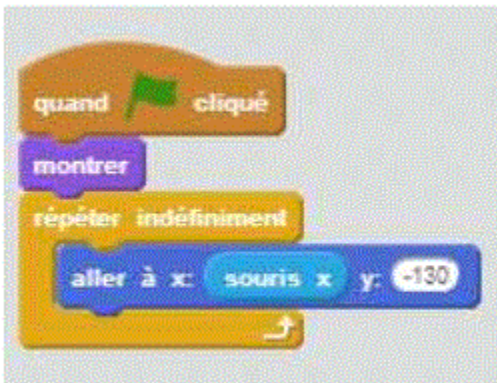 quand cliqué
montrer
répéter indéfiniment
aller à x: souris x y: -130